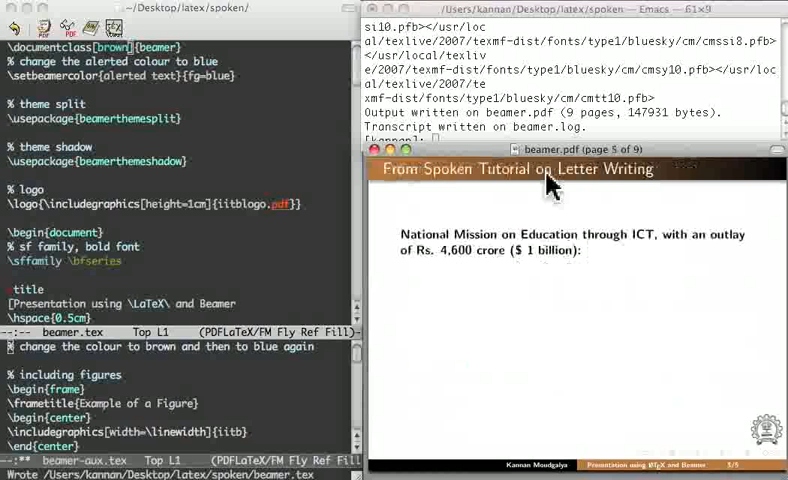 ~/Desktop/latex/spoken/
\documentclass[brown]{beamer}
% change the alerted colour to blue
\setbeamercolor{alerted text}{fg=blue}
% theme split
\usepackage{beamerthemesplit}
% theme shadow
\usepackage{beamerthemeshadow}
% logo
\logo{\includegraphics[height=1cm]{iitblogo.pdf}}
\begin{document}
% sf family, bold font
\sffamily \bfseries
title
[Presentation using \LaTeX\ and Beamer
\hspace{0.5cm}
--:-- beamer.tex Top L1 (PDFLaTeX/FM Fly Ref Fill)-
% change the colour to brown and then to blue again
% including figures
\begin{frame}
\frametitle{Example of a Figure}
\begin{center}
\includegraphics[width=\linewidth]{iitb}
\end{center}
--:** beamer-aux.tex Top L1 (PDFLaTeX/FM Fly Ref Fill
Wrote /Users/kannan/Desktop/latex/spoken/beamer.tex
/Users/kannan/Desktop/latex/spoken — Emacs — 61×9
si10.pfb></usr/loc
al/texlive/2007/texmf-dist/fonts/type1/bluesky/cm/cmssi8.pfb>
</usr/local/texliv
e/2007/texmf-dist/fonts/type1/bluesky/cm/cmsy10.pfb></usr/loc
al/texlive/2007/te
xmf-dist/fonts/type1/bluesky/cm/cmtt10.pfb>
Output written on beamer.pdf (9 pages, 147931 bytes).
Transcript written on beamer.log.
[kannan]:
beamer.pdf (page 5 of 9)
From Spoken Tutorial on Letter Writing
National Mission on Education through ICT, with an outlay
of Rs. 4,600 crore ($ 1 billion):
Kannan Moudgalya Presentation using LaTeX and Beamer 3/5